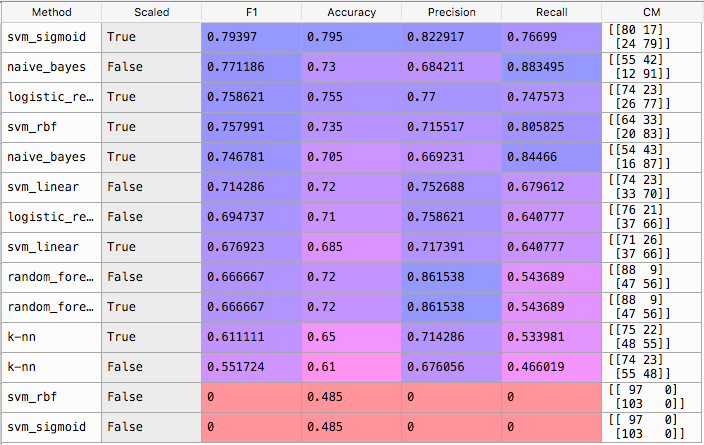 Method Scaled F1 Accuracy Precision Recall CM
svm_sigmoid True 0.79397 0.795 0.822917 0.76699 [[80 17]
[24 79]]
naive_bayes False 0.771186 0.73 0.684211 0.883495 [[55 42]
[12 91]]
logistic_re… True 0.758621 0.755 0.77 0.747573 [[74 23]
[26 77]]
svm_rbf True 0.757991 0.735 0.715517 0.805825 [[64 33]
[20 83]]
naive_bayes True 0.746781 0.705 0.669231 0.84466 [[54 43]
[16 87]]
svm_linear False 0.714286 0.72 0.752688 0.679612 [[74 23]
[33 70]]
logistic_re… False 0.694737 0.71 0.758621 0.640777 [[76 21]
[37 66]]
svm_linear True 0.676923 0.685 0.717391 0.640777 [[71 26]
[37 66]]
random_fore… False 0.666667 0.72 0.861538 0.543689 [[88 9]
[47 56]]
random_fore… True 0.666667 0.72 0.861538 0.543689 [[88 9]
[47 56]]
k-nn True 0.611111 0.65 0.714286 0.533981 [[75 22]
[48 55]]
k-nn False 0.551724 0.61 0.676056 0.466019 [[74 23]
[55 48]]
svm_rbf False 0 0.485 0 0 [[ 97 0]
[103 0]]
svm_sigmoid False 0 0.485 0 0 [[ 97 0]
[103 0]]